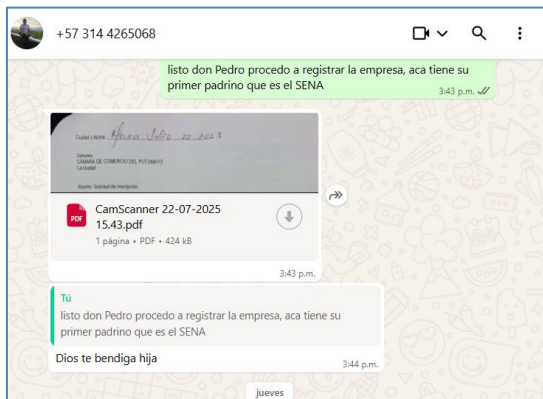 +57 314 4265068
listo don Pedro procedo a registrar la empresa, aca tiene su
primer padrino que es el SENA
3:43 p.m.
Ciudad y fecha: Mocoa Julio 22 2025
Señores
CAMARA DE COMERCIO DEL PUTUMAYO
La ciudad
Asunto: Solicitud de inscripción.
PDF
CamScanner 22-07-2025
15.43.pdf
1 página • PDF • 424 kB
3:43 p.m.
Tú
listo don Pedro procedo a registrar la empresa, aca tiene su
primer padrino que es el SENA
Dios te bendiga hija
3:44 p.m.
jueves